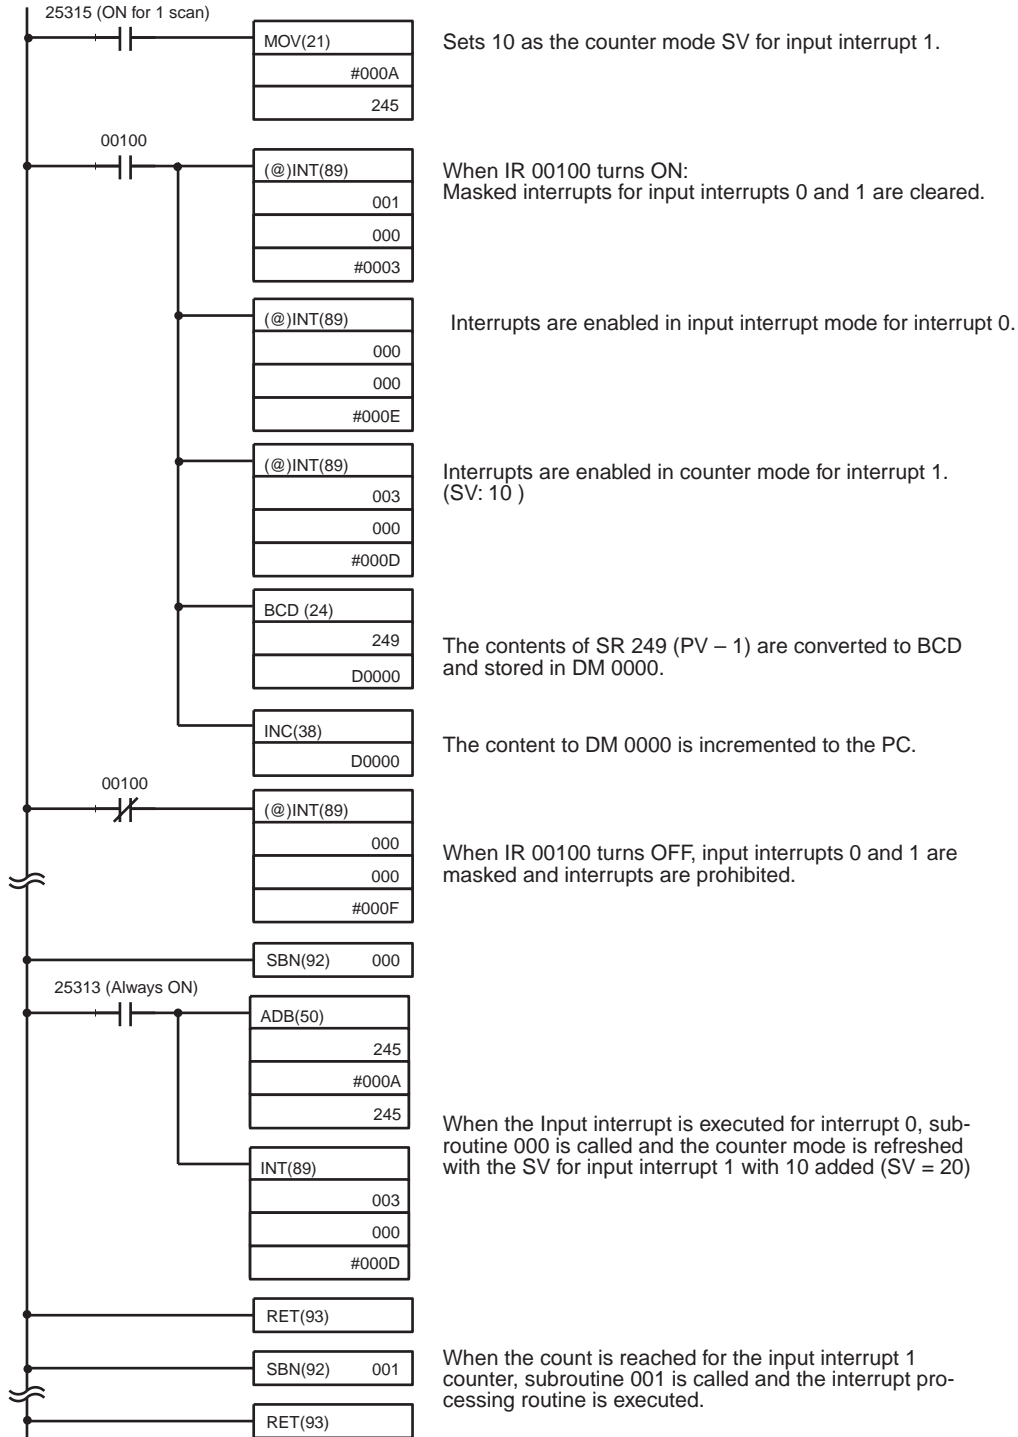 25315 (ON for 1 scan)
MOV(21)
#000A
245
Sets 10 as the counter mode SV for input interrupt 1.
00100
(@)INT(89)
001
000
#0003
When IR 00100 turns ON:
Masked interrupts for input interrupts 0 and 1 are cleared.
(@)INT(89)
000
000
#000E
Interrupts are enabled in input interrupt mode for interrupt 0.
(@)INT(89)
003
000
#000D
Interrupts are enabled in counter mode for interrupt 1.
(SV: 10 )
BCD (24)
249
D0000
The contents of SR 249 (PV – 1) are converted to BCD
and stored in DM 0000.
INC(38)
D0000
The content to DM 0000 is incremented to the PC.
00100
(@)INT(89)
000
000
#000F
When IR 00100 turns OFF, input interrupts 0 and 1 are
masked and interrupts are prohibited.
SBN(92) 000
25313 (Always ON)
ADB(50)
245
#000A
245
INT(89)
003
000
#000D
When the Input interrupt is executed for interrupt 0, sub-
routine 000 is called and the counter mode is refreshed
with the SV for input interrupt 1 with 10 added (SV = 20)
RET(93)
SBN(92) 001
When the count is reached for the input interrupt 1
counter, subroutine 001 is called and the interrupt pro-
cessing routine is executed.
RET(93)